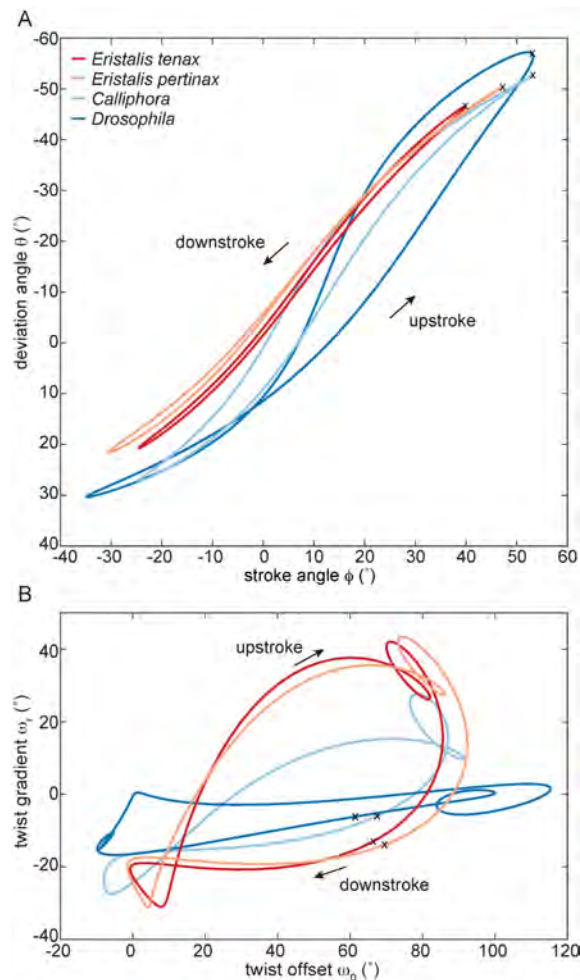 A
-60
-50
-40
-30
-20
-10
0
10
20
30
40
deviation angle θ (°)
Eristalis tenax
Eristalis pertinax
Calliphora
Drosophila
downstroke
upstroke
-40 -30 -20 -10 0 10 20 30 40 50 60
stroke angle ϕ (°)
B
40
20
0
-20
-40
twist gradient ωr (°)
upstroke
downstroke
-20 0 20 40 60 80 100 120
twist offset ω0 (°)